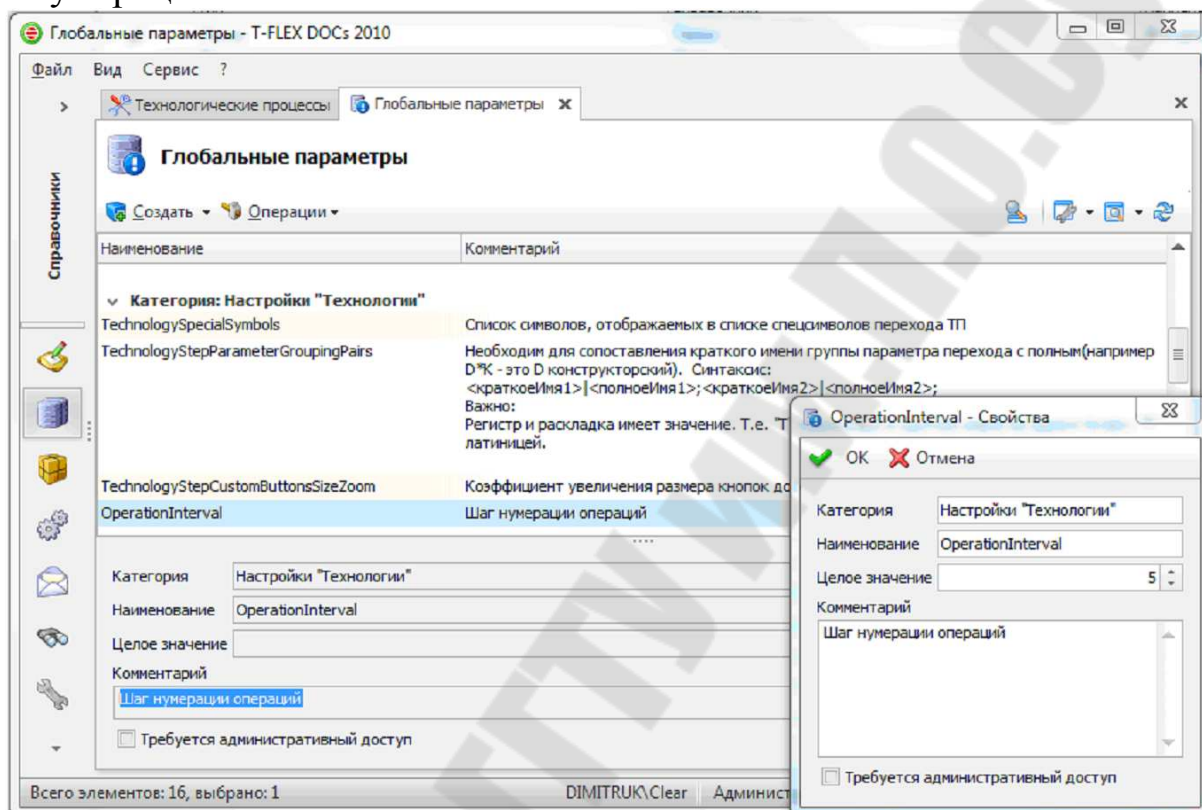 Глобальные параметры - T-FLEX DOCs 2010
Файл Вид Сервис ?
Технологические процессы Глобальные параметры
Справочники
Глобальные параметры
Создать Операции
Наименование Комментарий
Категория: Настройки "Технологии"
TechnologySpecialSymbols Список символов, отображаемых в списке спецсимволов перехода ТП
TechnologyStepParameterGroupingPairs Необходим для сопоставления краткого имени группы параметра перехода с полным(например
D*K - это D конструкторский). Синтаксис:
<краткоеИмя1>|<полноеИмя1>;<краткоеИмя2>|<полноеИмя2>;
Важно:
Регистр и раскладка имеет значение. Т.е. "T
латиницей.
TechnologyStepCustomButtonsSizeZoom Коэффициент увеличения размера кнопок до
OperationInterval Шаг нумерации операций
Категория Настройки "Технологии"
Наименование OperationInterval
Целое значение
Комментарий
Шаг нумерации операций
Требуется административный доступ
Всего элементов: 16, выбрано: 1 DIMITRUK\Clear Админист
OperationInterval - Свойства
OK Отмена
Категория Настройки "Технологии"
Наименование OperationInterval
Целое значение 5
Комментарий
Шаг нумерации операций
Требуется административный доступ